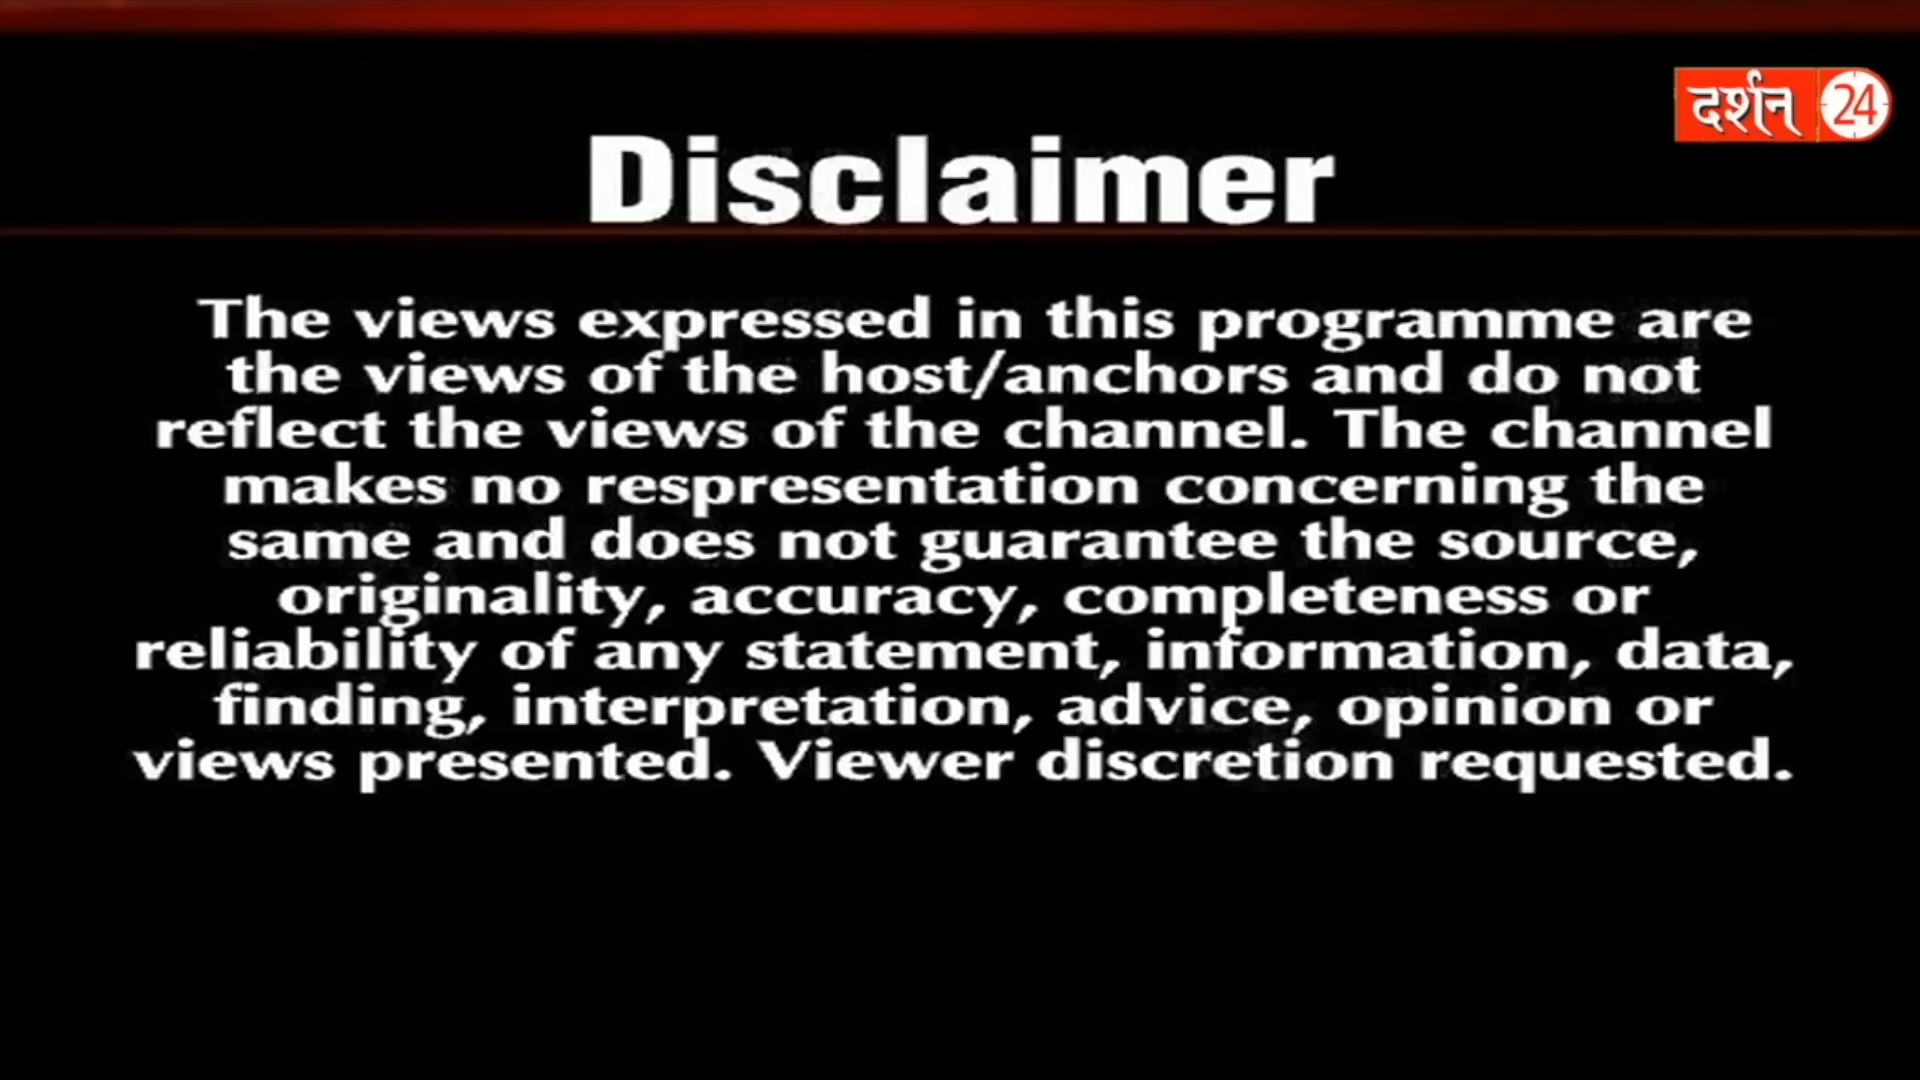 दर्शन 24
Disclaimer
The views expressed in this programme are
the views of the host/anchors and do not
reflect the views of the channel. The channel
makes no respresentation concerning the
same and does not guarantee the source,
originality, accuracy, completeness or
reliability of any statement, information, data,
finding, interpretation, advice, opinion or
views presented. Viewer discretion requested.